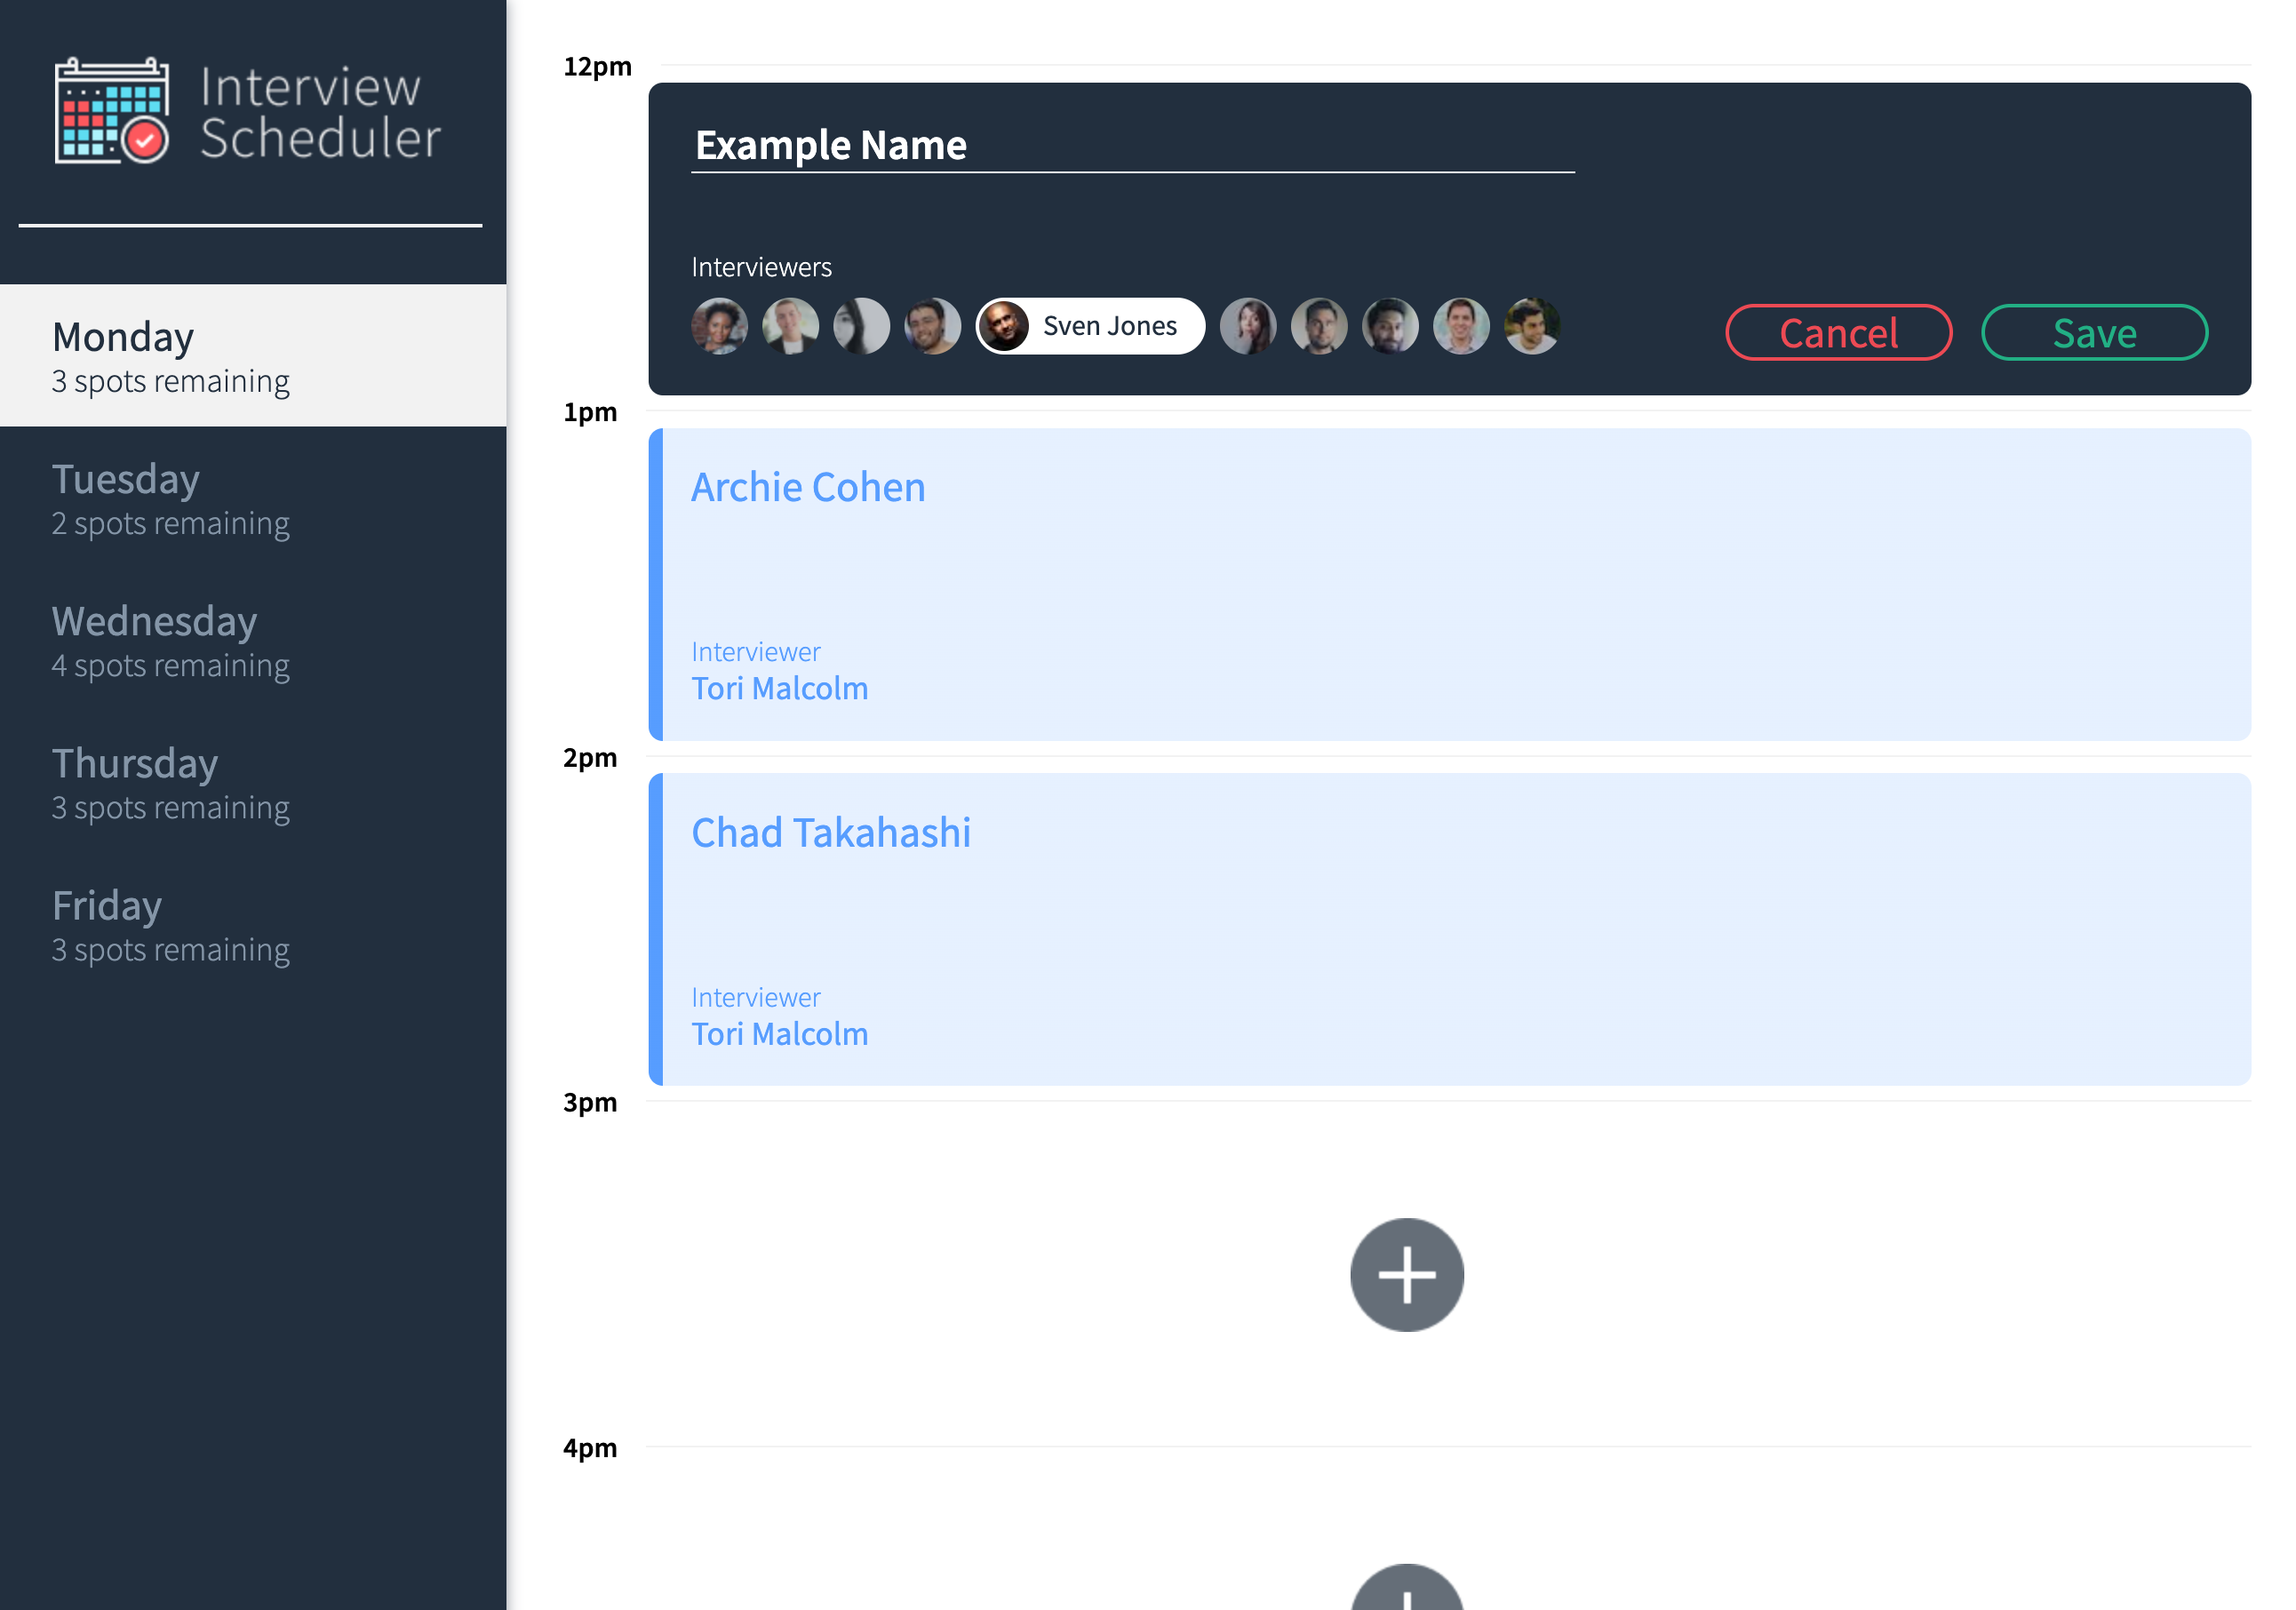 Interview
Scheduler
Monday
3 spots remaining
Tuesday
2 spots remaining
Wednesday
4 spots remaining
Thursday
3 spots remaining
Friday
3 spots remaining
12pm
Example Name
Interviewers
Sven Jones
Cancel
Save
1pm
Archie Cohen
Interviewer
Tori Malcolm
2pm
Chad Takahashi
Interviewer
Tori Malcolm
3pm
4pm